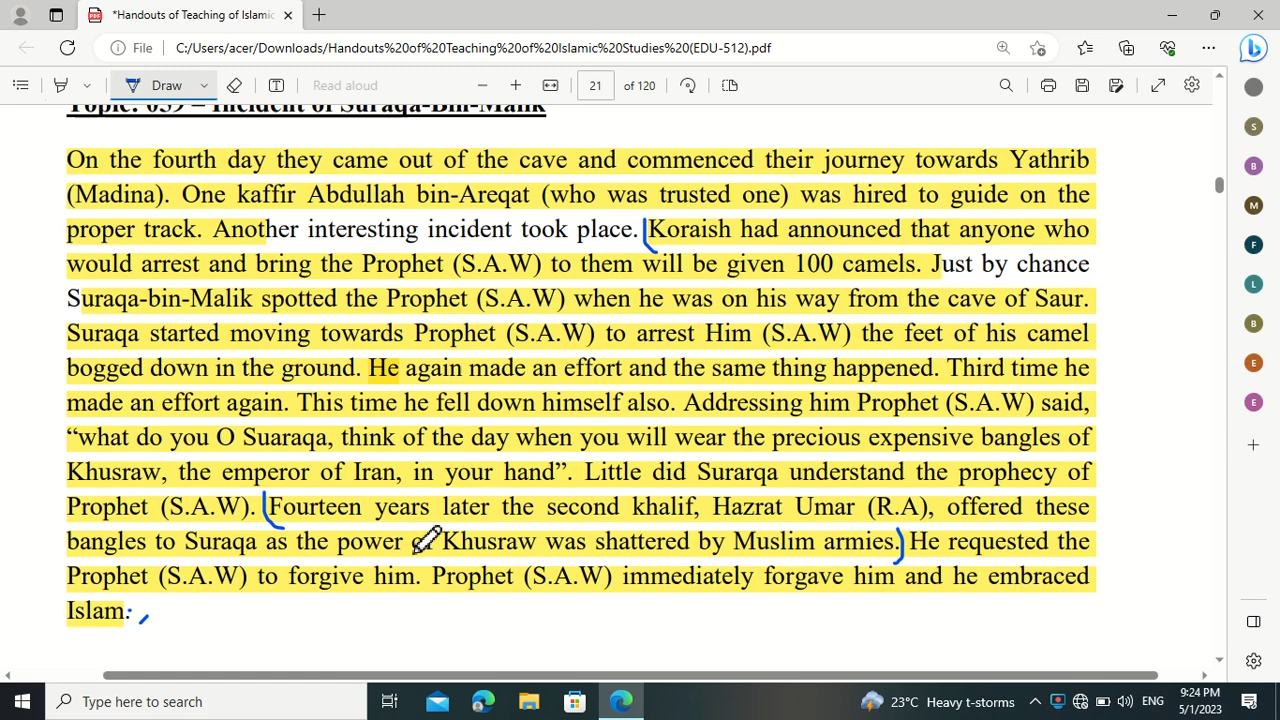 *Handouts of Teaching of Islamic
File C:/Users/acer/Downloads/Handouts%20of%20Teaching%20of%20Islamic%20Studies%20(EDU-512).pdf
Draw Read aloud 21 of 120
Topic: 039 – Incident of Suraqa-Bin-Malik
On the fourth day they came out of the cave and commenced their journey towards Yathrib
(Madina). One kaffir Abdullah bin-Areqat (who was trusted one) was hired to guide on the
proper track. Another interesting incident took place. Koraish had announced that anyone who
would arrest and bring the Prophet (S.A.W) to them will be given 100 camels. Just by chance
Suraqa-bin-Malik spotted the Prophet (S.A.W) when he was on his way from the cave of Saur.
Suraqa started moving towards Prophet (S.A.W) to arrest Him (S.A.W) the feet of his camel
bogged down in the ground. He again made an effort and the same thing happened. Third time he
made an effort again. This time he fell down himself also. Addressing him Prophet (S.A.W) said,
“what do you O Suaraqa, think of the day when you will wear the precious expensive bangles of
Khusraw, the emperor of Iran, in your hand”. Little did Surarqa understand the prophecy of
Prophet (S.A.W). Fourteen years later the second khalif, Hazrat Umar (R.A), offered these
bangles to Suraqa as the power of Khusraw was shattered by Muslim armies. He requested the
Prophet (S.A.W) to forgive him. Prophet (S.A.W) immediately forgave him and he embraced
Islam.
S
B
M
F
L
B
E
E
Type here to search
23°C Heavy t-storms ENG
9:24 PM
5/1/2023